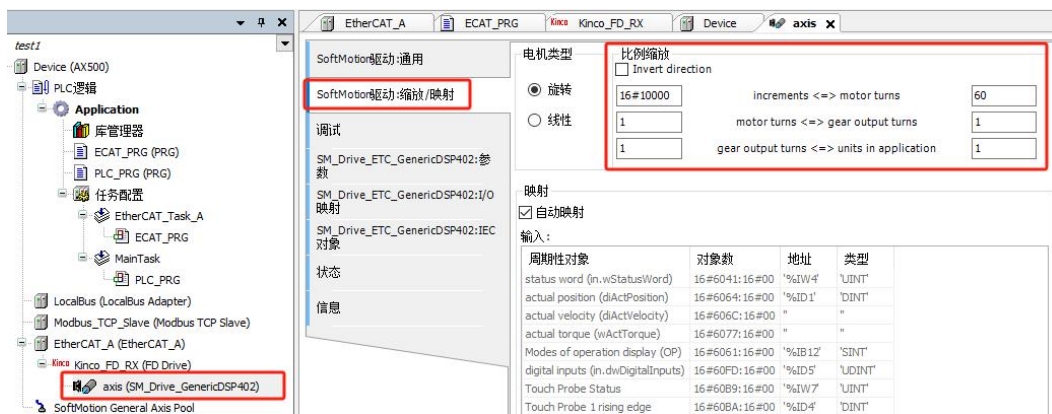 EtherCAT_A
ECAT_PRG
Kinco Kinco_FD_RX
Device
axis
test1
Device (AX500)
PLC逻辑
Application
库管理器
ECAT_PRG (PRG)
PLC_PRG (PRG)
任务配置
EtherCAT_Task_A
ECAT_PRG
MainTask
PLC_PRG
LocalBus (LocalBus Adapter)
Modbus_TCP_Slave (Modbus TCP Slave)
EtherCAT_A (EtherCAT_A)
Kinco Kinco_FD_RX (FD Drive)
axis (SM_Drive_GenericDSP402)
SoftMotion General Axis Pool
SoftMotion驱动:通用
SoftMotion驱动:缩放/映射
调试
SM_Drive_ETC_GenericDSP402:参
数
SM_Drive_ETC_GenericDSP402:I/O
映射
SM_Drive_ETC_GenericDSP402:IEC
对象
状态
信息
电机类型
旋转
线性
比例缩放
Invert direction
16#10000 increments <=> motor turns 60
1 motor turns <=> gear output turns 1
1 gear output turns <=> units in application 1
映射
自动映射
输入:
周期性对象 对象数 地址 类型
status word (in.wStatusWord) 16#6041:16#00 '%IW4' 'UINT'
actual position (diActPosition) 16#6064:16#00 '%ID1' 'DINT'
actual velocity (diActVelocity) 16#606C:16#00 '' ''
actual torque (wActTorque) 16#6077:16#00 '' ''
Modes of operation display (OP) 16#6061:16#00 '%IB12' 'SINT'
digital inputs (in.dwDigitalInputs) 16#60FD:16#00 '%ID5' 'UDINT'
Touch Probe Status 16#60B9:16#00 '%IW7' 'UINT'
Touch Probe 1 rising edge 16#60BA:16#00 '%ID4' 'DINT'